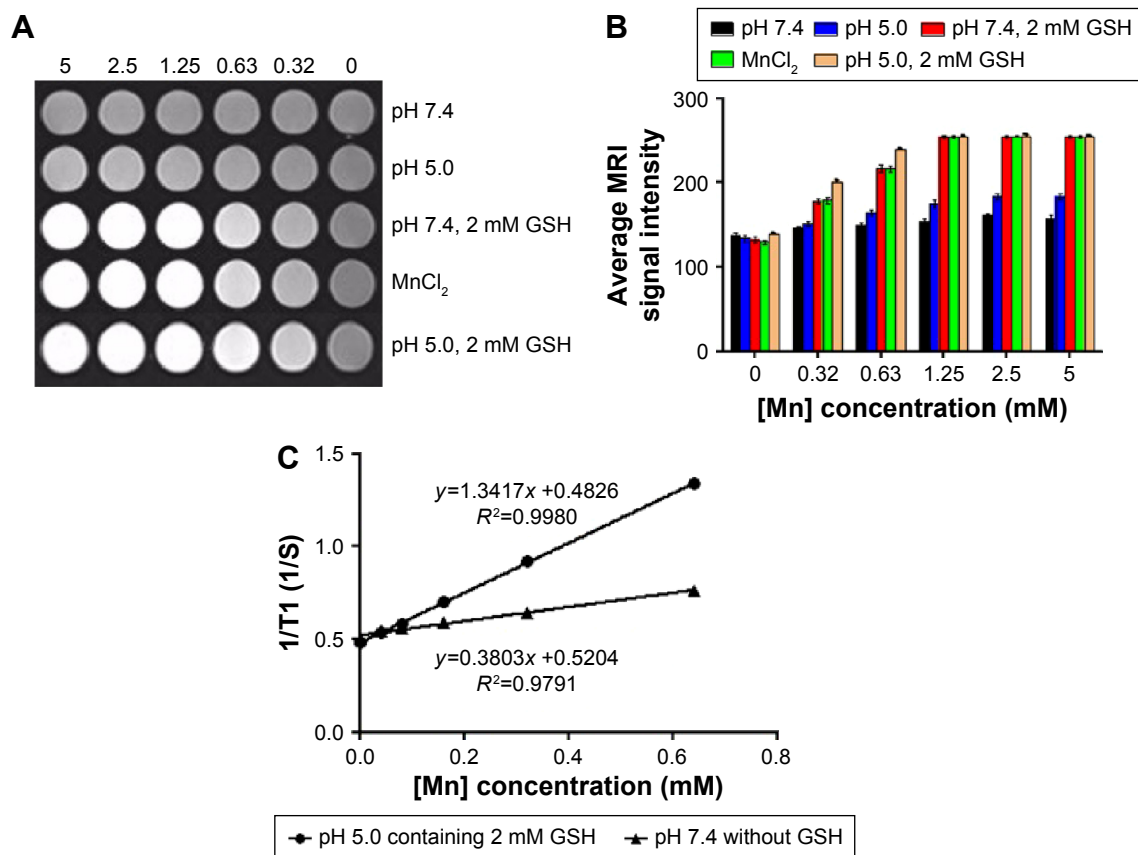 A
5 2.5 1.25 0.63 0.32 0
pH 7.4
pH 5.0
pH 7.4, 2 mM GSH
MnCl₂
pH 5.0, 2 mM GSH
B
pH 7.4 pH 5.0 pH 7.4, 2 mM GSH
MnCl₂ pH 5.0, 2 mM GSH
Average MRI
signal intensity
300
200
100
0
0 0.32 0.63 1.25 2.5 5
[Mn] concentration (mM)
C
1/T1 (1/S)
1.5
1.0
0.5
0.0
y=1.3417x +0.4826
R²=0.9980
y=0.3803x +0.5204
R²=0.9791
0.0 0.2 0.4 0.6 0.8
[Mn] concentration (mM)
pH 5.0 containing 2 mM GSH pH 7.4 without GSH